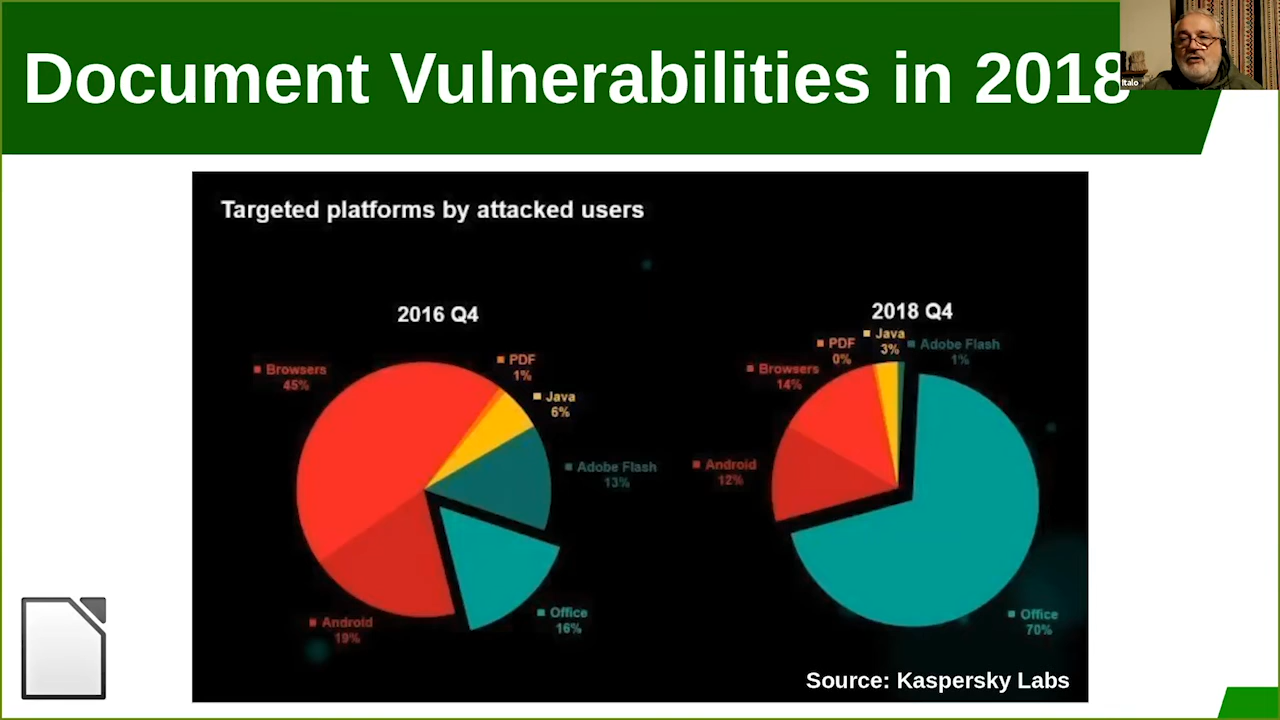 Document Vulnerabilities in 2018
Italo
Targeted platforms by attacked users
2016 Q4
Browsers
45%
PDF
1%
Java
6%
Adobe Flash
13%
Office
16%
Android
19%
2018 Q4
Java
3%
PDF
0%
Adobe Flash
1%
Browsers
14%
Android
12%
Office
70%
Source: Kaspersky Labs